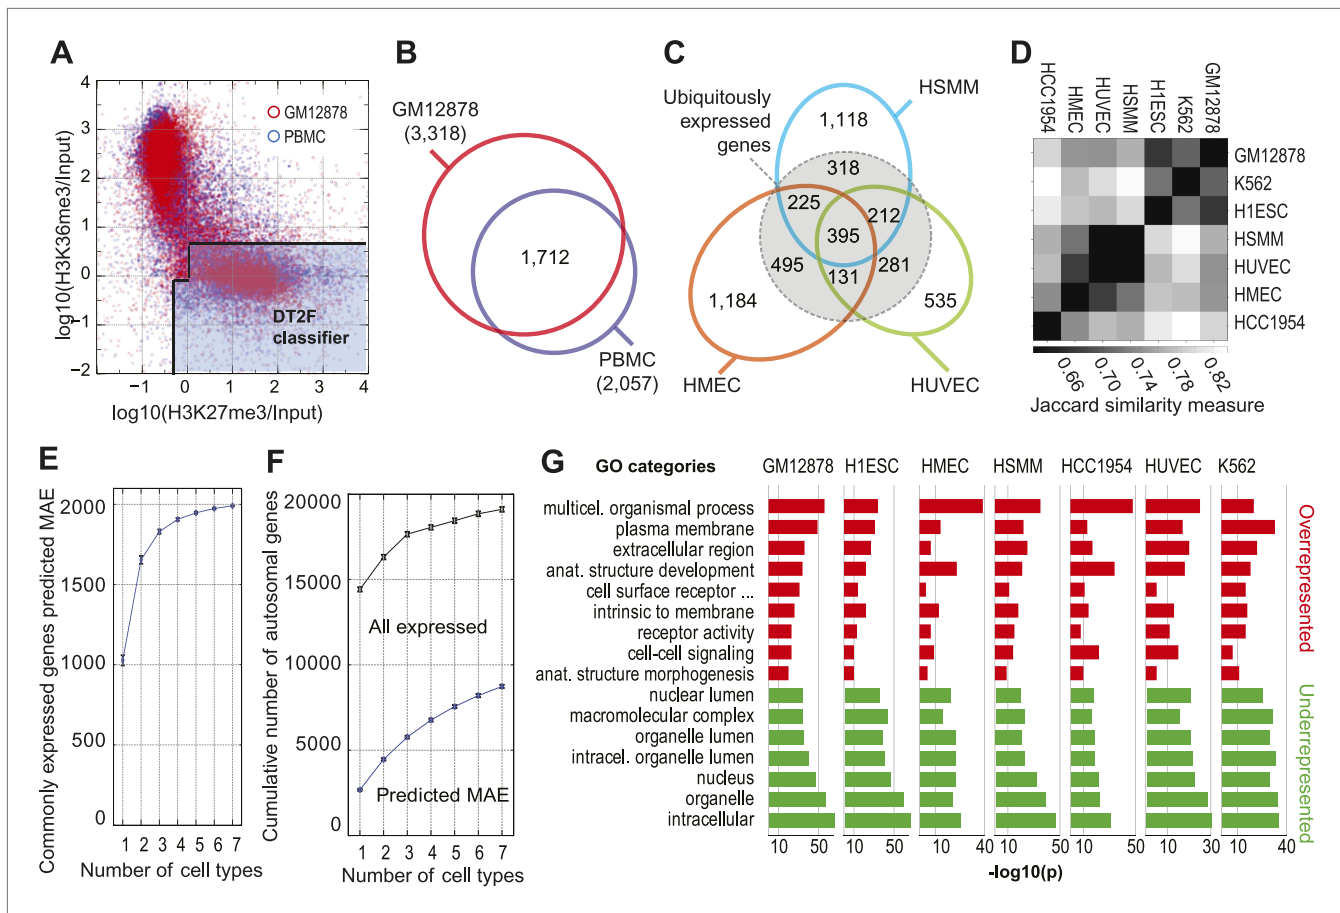 A
4
3
2
1
0
−1
−2
log10(H3K36me3/Input)
GM12878
PBMC
DT2F
classifier
−1 0 1 2 3 4
log10(H3K27me3/Input)
B
GM12878
(3,318)
1,712
PBMC
(2,057)
C
HSMM
Ubiquitously
expressed
genes
1,118
318
225
212
395
495
131
281
1,184
535
HMEC
HUVEC
D
HCC1954
HMEC
HUVEC
HSMM
H1ESC
K562
GM12878
GM12878
K562
H1ESC
HSMM
HUVEC
HMEC
HCC1954
0.66
0.70
0.74
0.78
0.82
Jaccard similarity measure
E
Commonly expressed genes predicted MAE
2000
1500
1000
500
0
1 2 3 4 5 6 7
Number of cell types
F
Cumulative number of autosomal genes
20000
15000
10000
5000
0
All expressed
Predicted MAE
1 2 3 4 5 6 7
Number of cell types
G
GO categories
GM12878 H1ESC HMEC HSMM HCC1954 HUVEC K562
multicel. organismal process
plasma membrane
extracellular region
anat. structure development
cell surface receptor ...
intrinsic to membrane
receptor activity
cell-cell signaling
anat. structure morphogenesis
nuclear lumen
macromolecular complex
organelle lumen
intracel. organelle lumen
nucleus
organelle
intracellular
Overrepresented
Underrepresented
10 50 10 50 10 40 10 50 10 50 10 30 10 40
-log10(p)